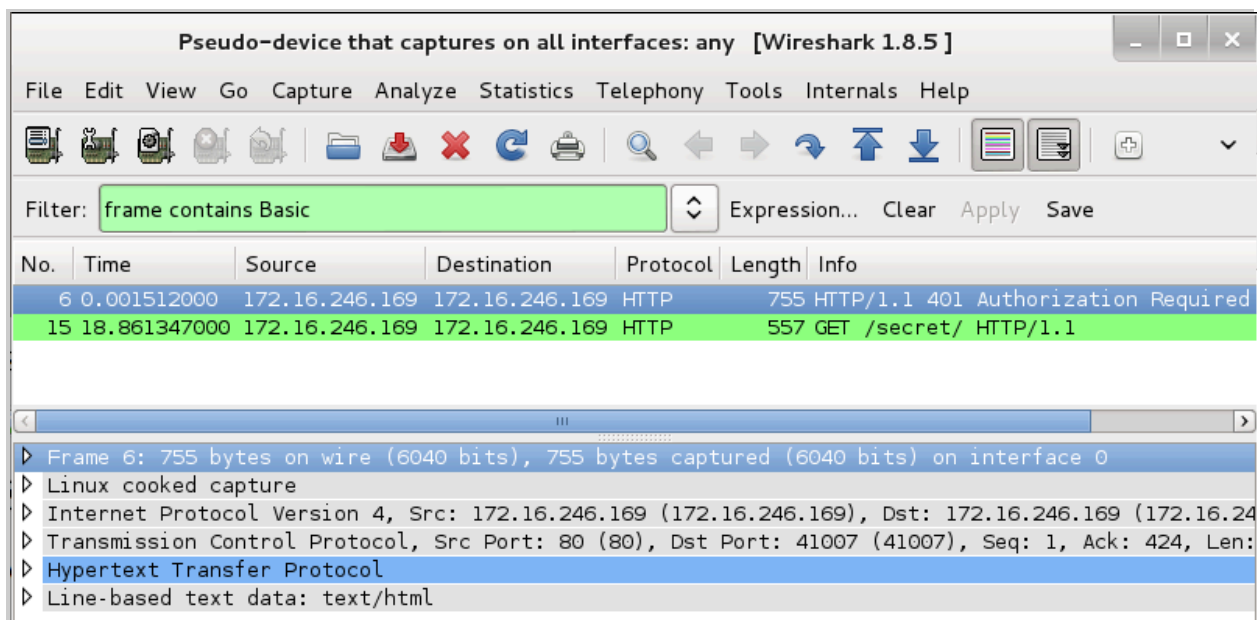 Pseudo-device that captures on all interfaces: any [Wireshark 1.8.5 ]
File Edit View Go Capture Analyze Statistics Telephony Tools Internals Help
Filter: frame contains Basic Expression... Clear Apply Save
No. Time Source Destination Protocol Length Info
6 0.001512000 172.16.246.169 172.16.246.169 HTTP 755 HTTP/1.1 401 Authorization Required
15 18.861347000 172.16.246.169 172.16.246.169 HTTP 557 GET /secret/ HTTP/1.1
Frame 6: 755 bytes on wire (6040 bits), 755 bytes captured (6040 bits) on interface 0
Linux cooked capture
Internet Protocol Version 4, Src: 172.16.246.169 (172.16.246.169), Dst: 172.16.246.169 (172.16.24
Transmission Control Protocol, Src Port: 80 (80), Dst Port: 41007 (41007), Seq: 1, Ack: 424, Len:
Hypertext Transfer Protocol
Line-based text data: text/html